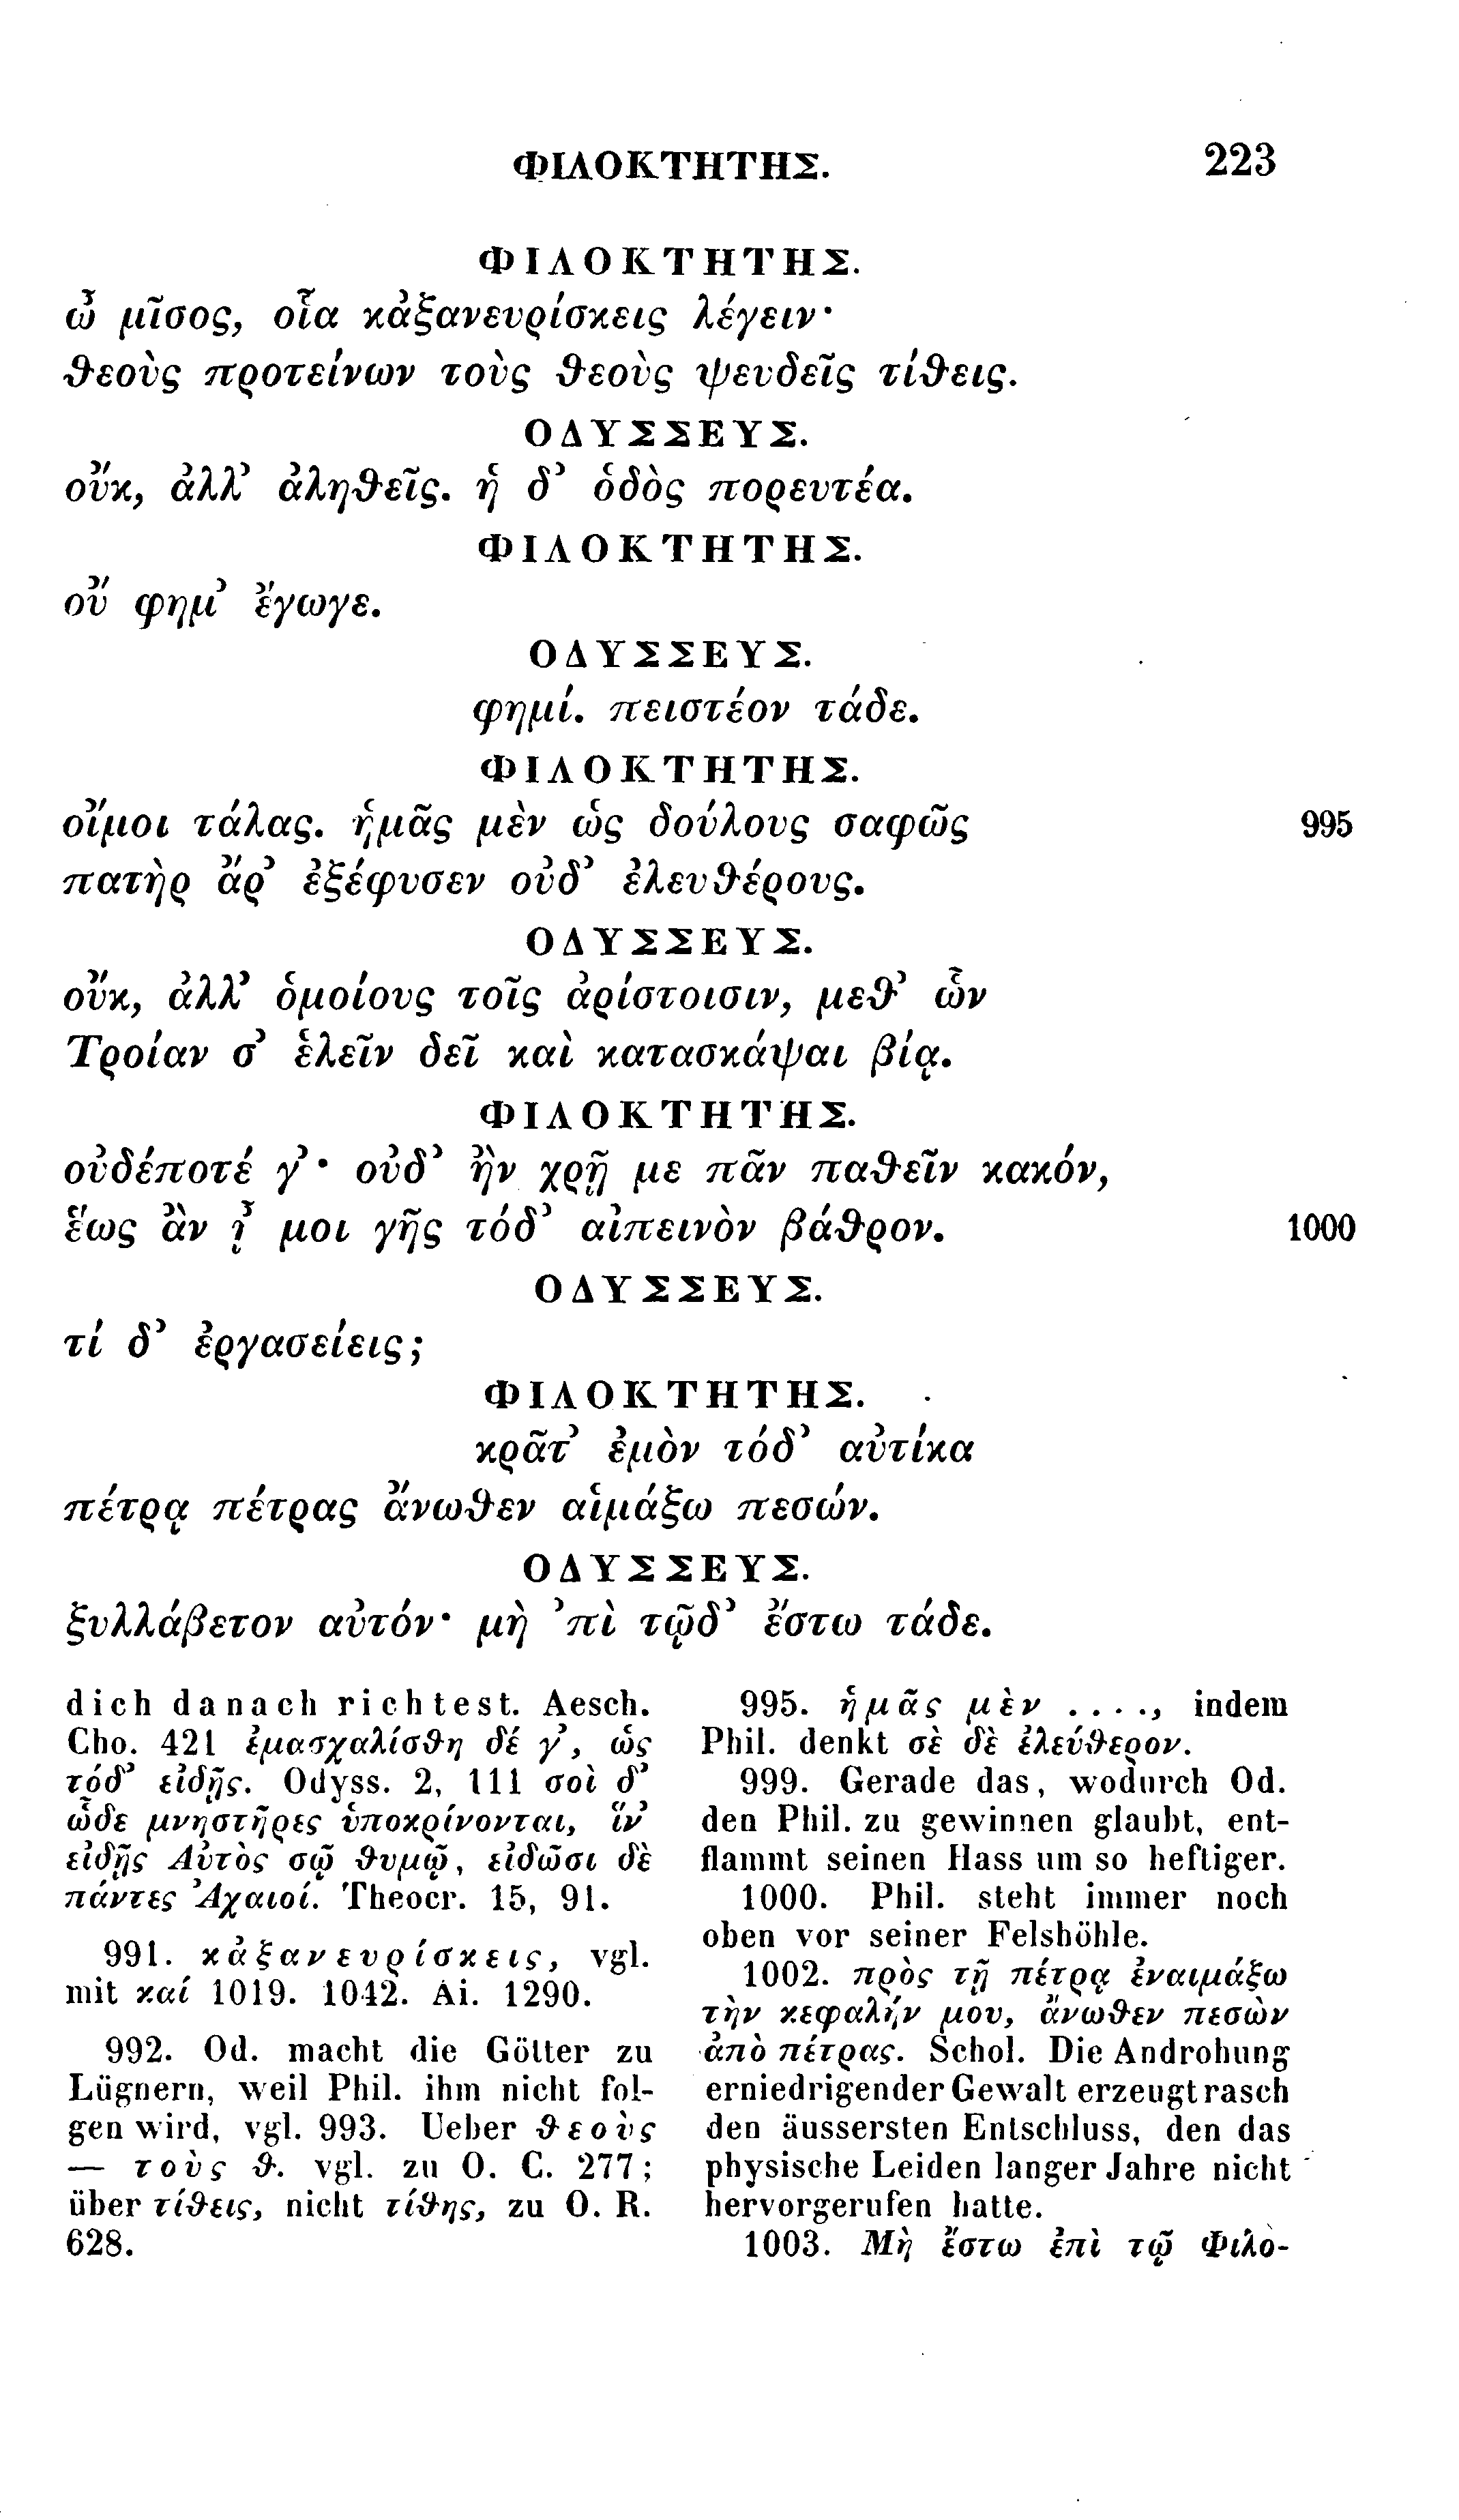 ΦΙΛΟΚΤΗΤΗΣ. 223
ΦΙΛΟΚΤΗΤΗΣ.
ὦ μῖσος, οἷα κἀξανευρίσκεις λέγειν·
θεοὺς προτείνων τοὺς θεοὺς ψευδεῖς τίθεις.
ΟΔΥΣΣΕΥΣ.
οὔκ, ἀλλ’ ἀληθεῖς. ἡ δ’ ὁδὸς πορευτέα.
ΦΙΛΟΚΤΗΤΗΣ.
οὔ φημ’ ἔγωγε.
ΟΔΥΣΣΕΥΣ.
φημί. πειστέον τάδε.
ΦΙΛΟΚΤΗΤΗΣ.
οἴμοι τάλας. ἡμᾶς μὲν ὡς δούλους σαφῶς 995
πατὴρ ἄρ’ ἐξέφυσεν οὐδ’ ἐλευθέρους.
ΟΔΥΣΣΕΥΣ.
οὔκ, ἀλλ’ ὁμοίους τοῖς ἀρίστοισιν, μεθ’ ὧν
Τροίαν σ’ ἑλεῖν δεῖ καὶ κατασκάψαι βίᾳ.
ΦΙΛΟΚΤΗΤΗΣ.
οὐδέποτέ γ’· οὐδ’ ἢν χρῇ με πᾶν παθεῖν κακόν,
ἕως ἂν ᾖ μοι γῆς τόδ’ αἰπεινὸν βάθρον. 1000
ΟΔΥΣΣΕΥΣ.
τί δ’ ἐργασείεις;
ΦΙΛΟΚΤΗΤΗΣ.
κρᾶτ’ ἐμὸν τόδ’ αὐτίκα
πέτρᾳ πέτρας ἄνωθεν αἱμάξω πεσών.
ΟΔΥΣΣΕΥΣ.
ξυλλάβετον αὐτόν· μὴ ’πὶ τῷδ’ ἔστω τάδε.
dich danach richtest. Aesch.
Cho. 421 ἐμασχαλίσθη δέ γ’, ὡς
τόδ’ εἰδῇς. Odyss. 2, 111 σοὶ δ’
ὧδε μνηστῆρες ὑποκρίνονται, ἵν’
εἰδῇς Αὐτὸς σῷ θυμῷ, εἰδῶσι δὲ
πάντες Ἀχαιοί. Theocr. 15, 91.
991. κἀξανευρίσκεις, vgl.
mit καί 1019. 1042. Ai. 1290.
992. Od. macht die Götter zu
Lügnern, weil Phil. ihm nicht fol-
gen wird, vgl. 993. Ueber θεοὺς
— τοὺς θ. vgl. zu O. C. 277;
über τίθεις, nicht τίθης, zu O. R.
628.
995. ἡμᾶς μὲν ...., indem
Phil. denkt σὲ δὲ ἐλεύθερον.
999. Gerade das, wodurch Od.
den Phil. zu gewinnen glaubt, ent-
flammt seinen Hass um so heftiger.
1000. Phil. steht immer noch
oben vor seiner Felshöhle.
1002. πρὸς τῇ πέτρᾳ ἐναιμάξω
τὴν κεφαλήν μου, ἄνωθεν πεσὼν
ἀπὸ πέτρας. Schol. Die Androhung
erniedrigender Gewalt erzeugt rasch
den äussersten Entschluss, den das
physische Leiden langer Jahre nicht
hervorgerufen hatte.
1003. Μὴ ἔστω ἐπὶ τῷ Φιλο-